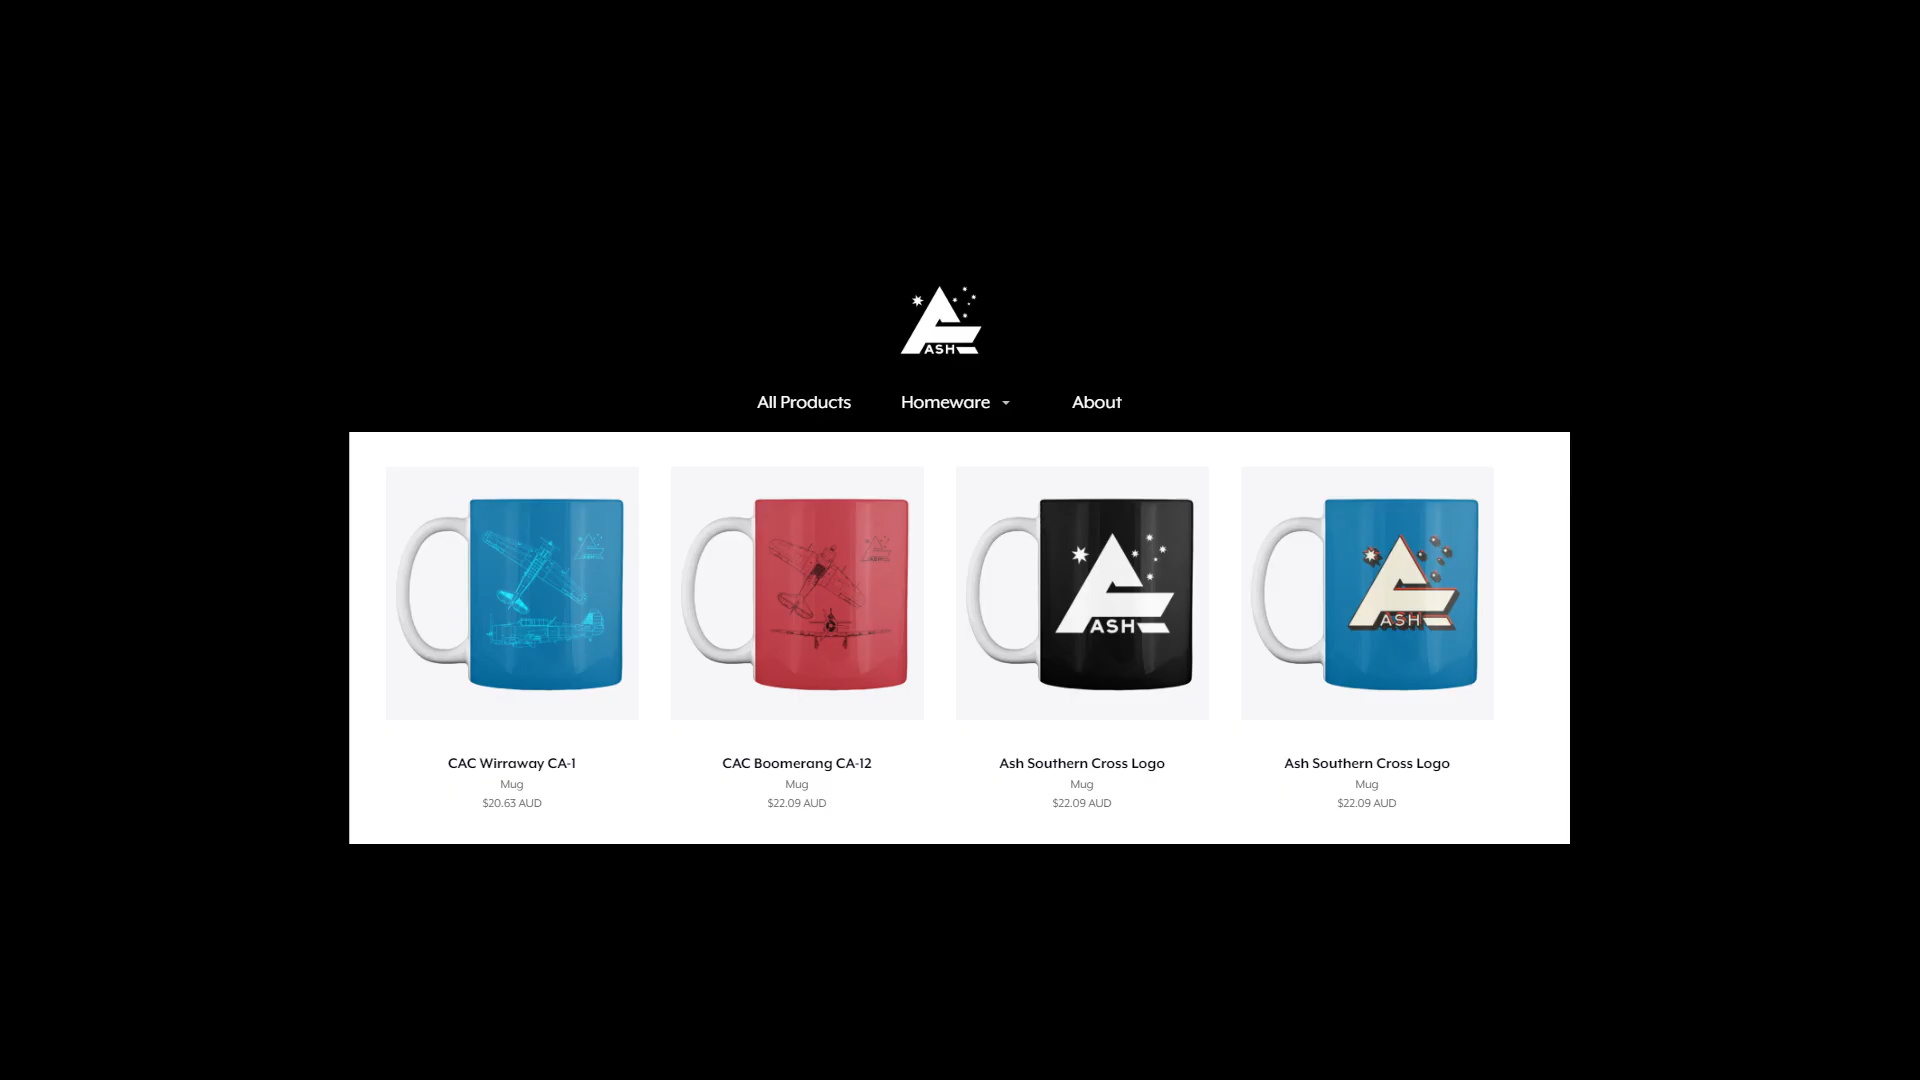 ASH
All Products Homeware About
ASH
ASH
CAC Wirraway CA-1
Mug
$20.63 AUD
CAC Boomerang CA-12
Mug
$22.09 AUD
Ash Southern Cross Logo
Mug
$22.09 AUD
Ash Southern Cross Logo
Mug
$22.09 AUD